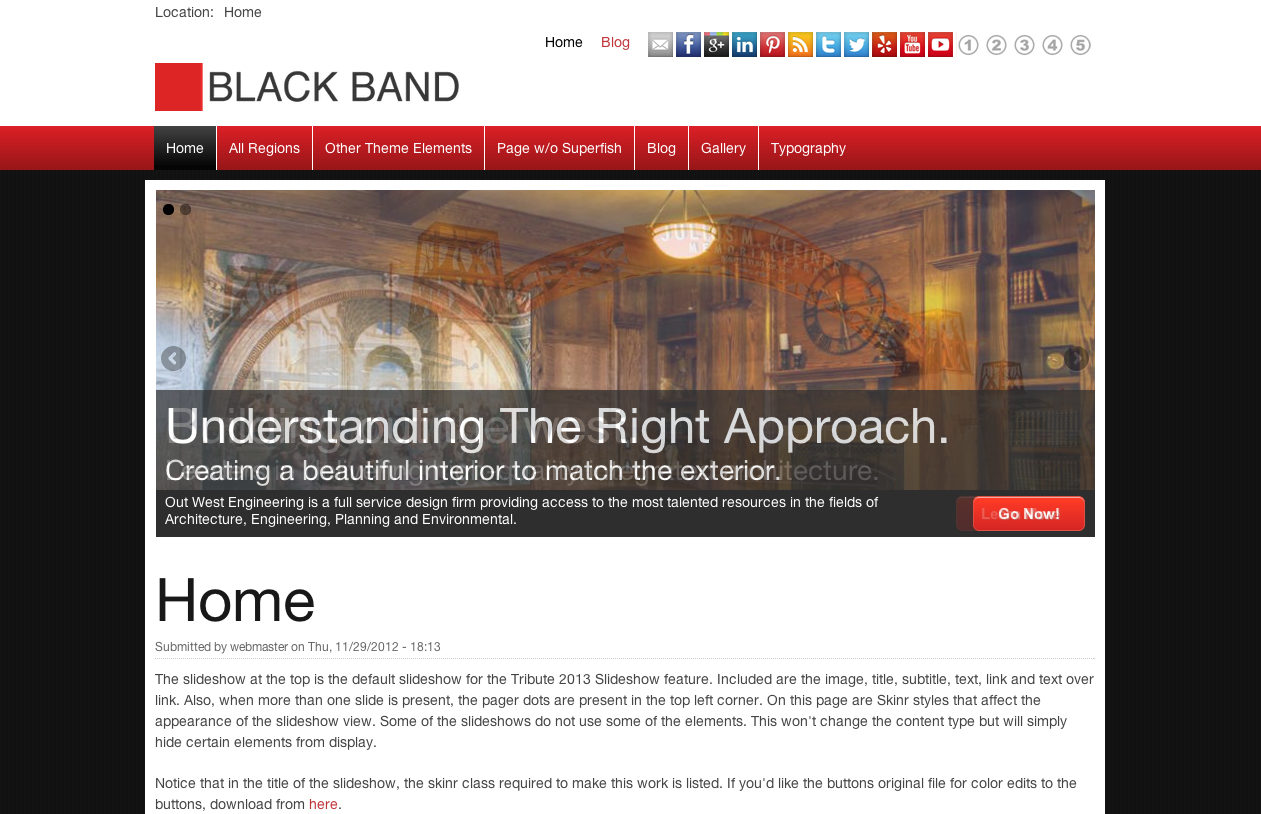 Location: Home
Home Blog 1 2 3 4 5
BLACK BAND
Home All Regions Other Theme Elements Page w/o Superfish Blog Gallery Typography
JULIUS M. KLEINER
MEMORIAL
Understanding The Right Approach.
Creating a beautiful interior to match the exterior.
Out West Engineering is a full service design firm providing access to the most talented resources in the fields of
Architecture, Engineering, Planning and Environmental.
Go Now!
Home
Submitted by webmaster on Thu, 11/29/2012 - 18:13
The slideshow at the top is the default slideshow for the Tribute 2013 Slideshow feature. Included are the image, title, subtitle, text, link and text over
link. Also, when more than one slide is present, the pager dots are present in the top left corner. On this page are Skinr styles that affect the
appearance of the slideshow view. Some of the slideshows do not use some of the elements. This won't change the content type but will simply
hide certain elements from display.
Notice that in the title of the slideshow, the skinr class required to make this work is listed. If you'd like the buttons original file for color edits to the
buttons, download from here.